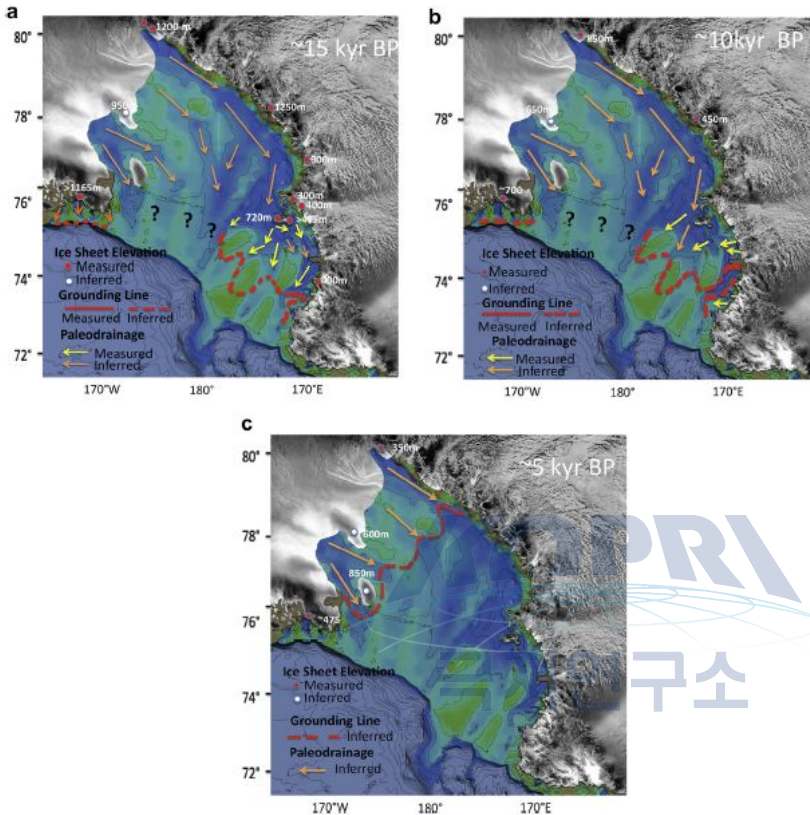 a
80°
1200 m
~15 kyr BP
950m
1250m
78°
900m
76°
>1165m
300m
400m
720m
? ? ?
Ice Sheet Elevation
Measured
Inferred
Grounding Line
Measured Inferred
Paleodrainage
Measured
Inferred
74°
72°
170°W 180° 170°E
b
80°
850m
~10kyr BP
650m
450m
78°
76°
~700
? ? ?
Ice Sheet Elevation
Measured
Inferred
Grounding Line
Measured Inferred
Paleodrainage
Measured
Inferred
74°
72°
170°W 180° 170°E
c
80°
350m
~5 kyr BP
78°
600m
850m
76°
~475
Ice Sheet Elevation
Measured
Inferred
Grounding Line
Inferred
Paleodrainage
Inferred
74°
72°
170°W 180° 170°E